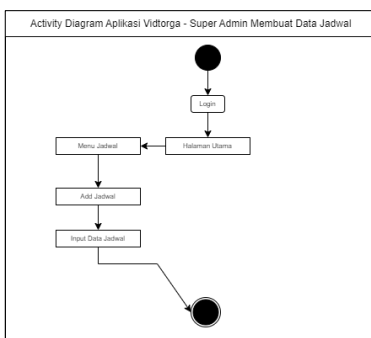 Activity Diagram Aplikasi Vidtorga - Super Admin Membuat Data Jadwal
Login
Menu Jadwal
Halaman Utama
Add Jadwal
Input Data Jadwal